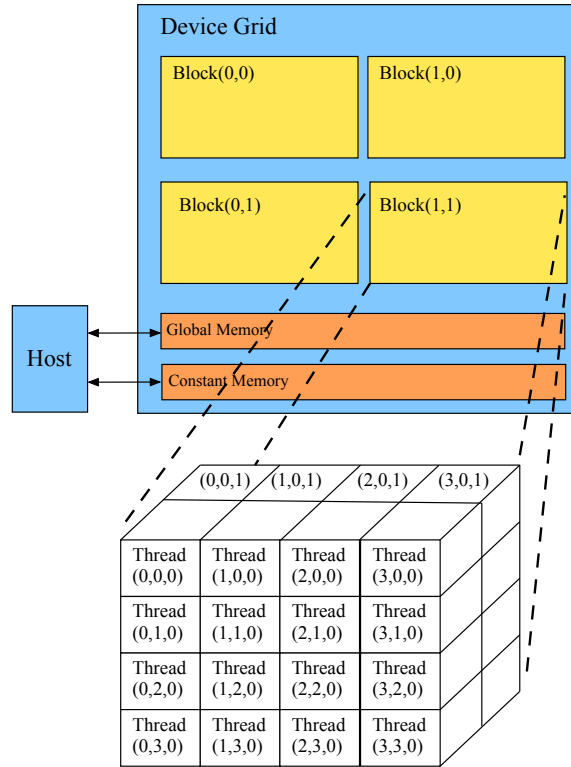 Device Grid
Block(0,0) Block(1,0)
Block(0,1) Block(1,1)
Global Memory
Host
Constant Memory
(0,0,1) (1,0,1) (2,0,1) (3,0,1)
Thread Thread Thread Thread
(0,0,0) (1,0,0) (2,0,0) (3,0,0)
Thread Thread Thread Thread
(0,1,0) (1,1,0) (2,1,0) (3,1,0)
Thread Thread Thread Thread
(0,2,0) (1,2,0) (2,2,0) (3,2,0)
Thread Thread Thread Thread
(0,3,0) (1,3,0) (2,3,0) (3,3,0)